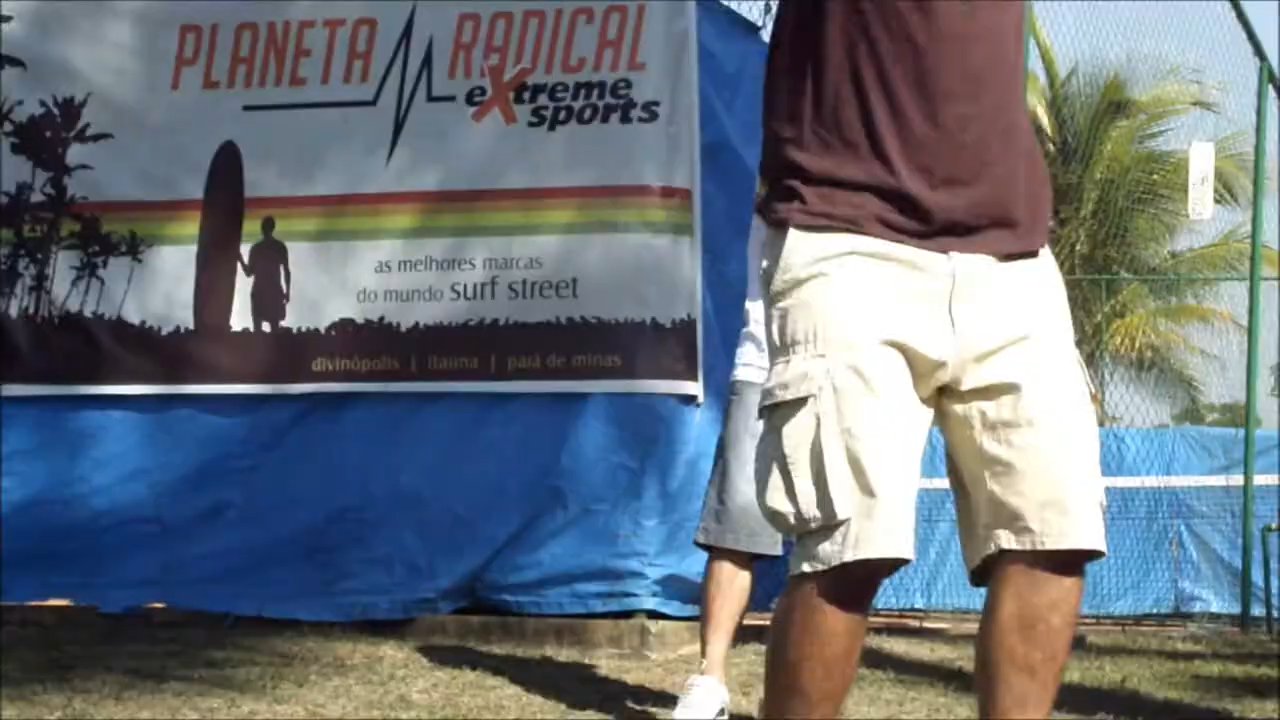 PLANETA RADICAL
eXtreme
sports
as melhores marcas
do mundo surf street
divinópolis | itaúna | pará de minas